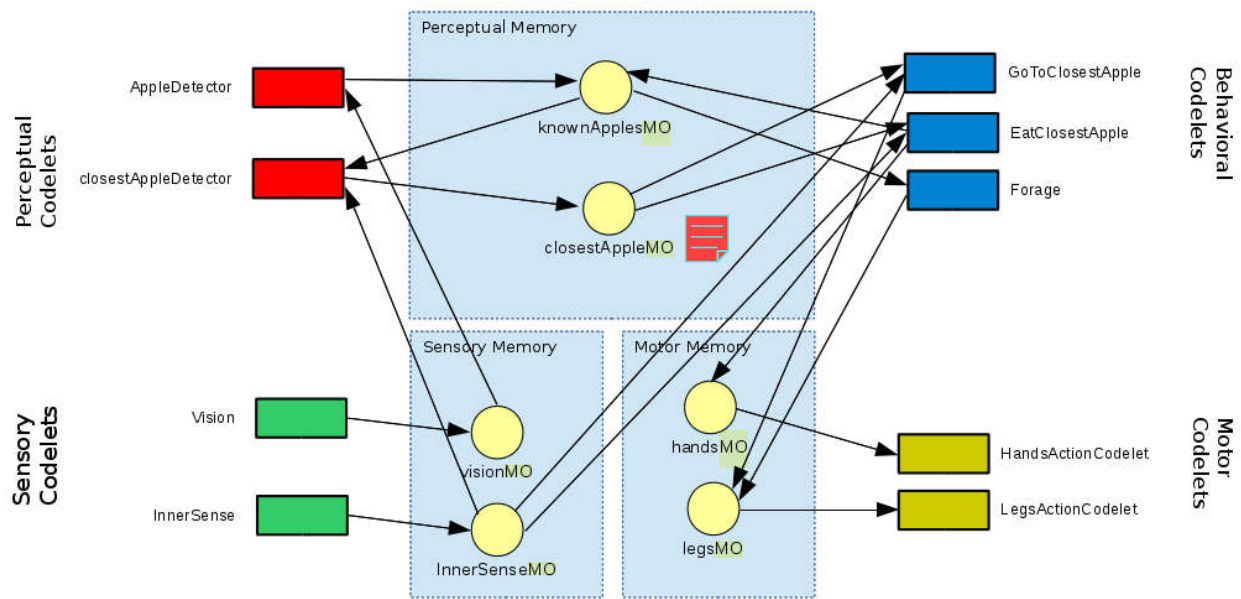 Perceptual Memory
AppleDetector
knownApplesMO
GoToClosestApple
EatClosestApple
closestAppleDetector
Forage
closestAppleMO
Perceptual
Codelets
Behavioral
Codelets
Sensory Memory
Motor Memory
Vision
visionMO
handsMO
HandsActionCodelet
InnerSense
InnerSenseMO
legsMO
LegsActionCodelet
Sensory
Codelets
Motor
Codelets